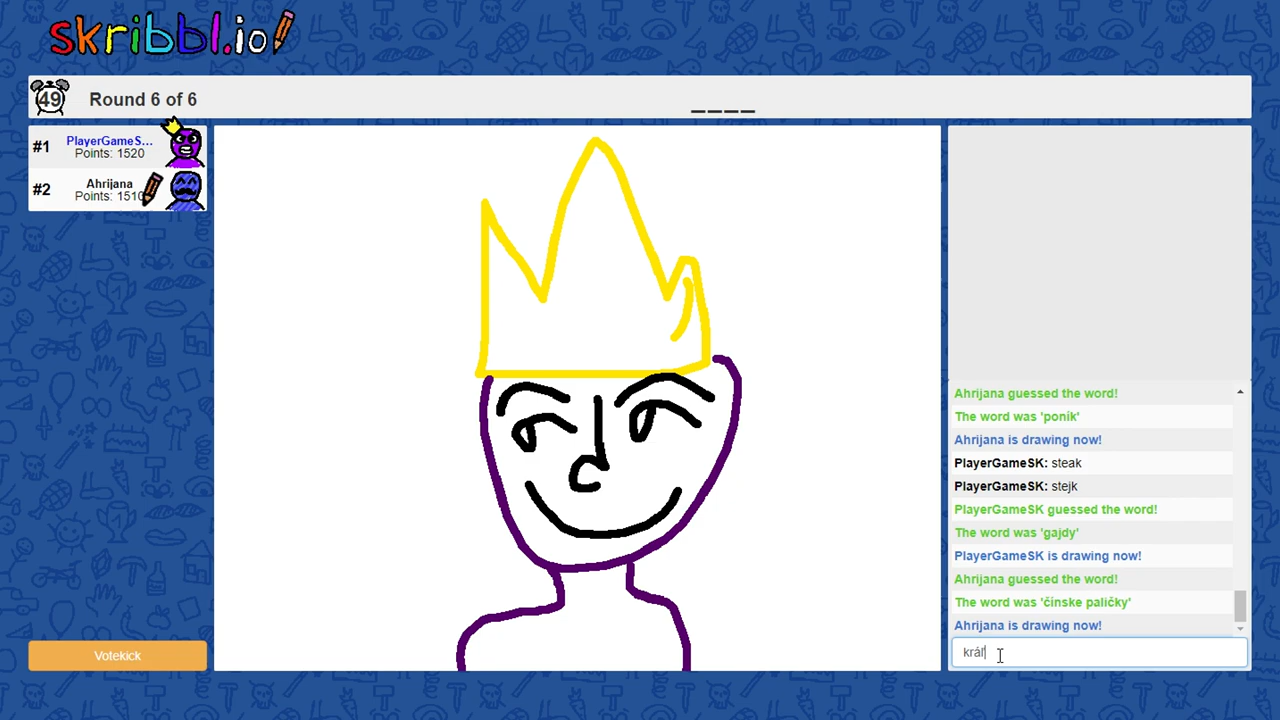 skribbl.io!
49
Round 6 of 6
____
#1
PlayerGameS...
Points: 1520
#2
Ahrijana
Points: 1510
Ahrijana guessed the word!
The word was 'poník'
Ahrijana is drawing now!
PlayerGameSK: steak
PlayerGameSK: stejk
PlayerGameSK guessed the word!
The word was 'gajdy'
PlayerGameSK is drawing now!
Ahrijana guessed the word!
The word was 'čínske paličky'
Ahrijana is drawing now!
kráľ
Votekick